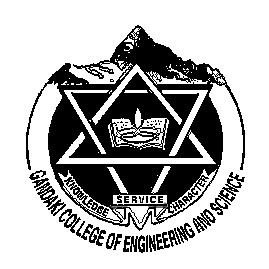 KNOWLEDGE SERVICE CHARACTER
GANDAKI COLLEGE OF ENGINEERING AND SCIENCE